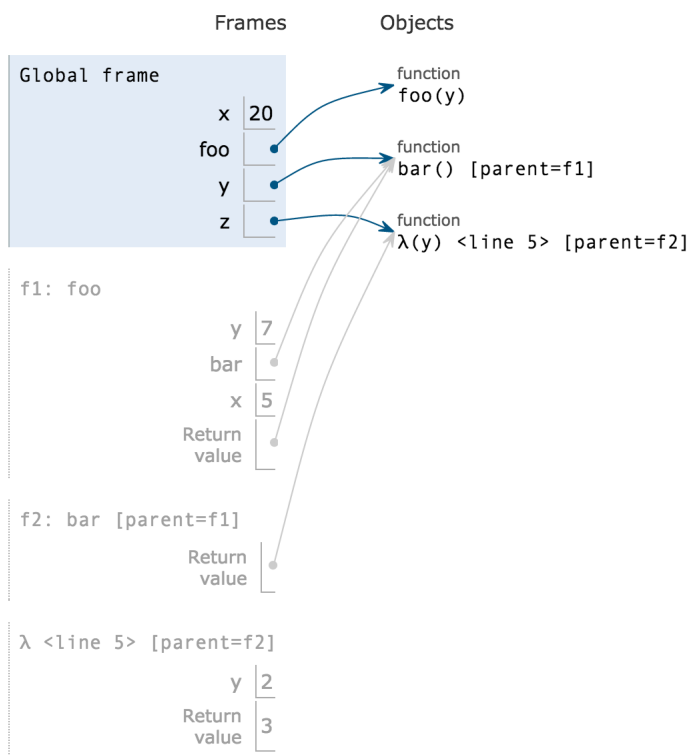 Frames Objects
Global frame
function
foo(y)
x 20
foo
function
bar() [parent=f1]
y
z
function
λ(y) <line 5> [parent=f2]
f1: foo
y 7
bar
x 5
Return
value
f2: bar [parent=f1]
Return
value
λ <line 5> [parent=f2]
y 2
Return
value 3